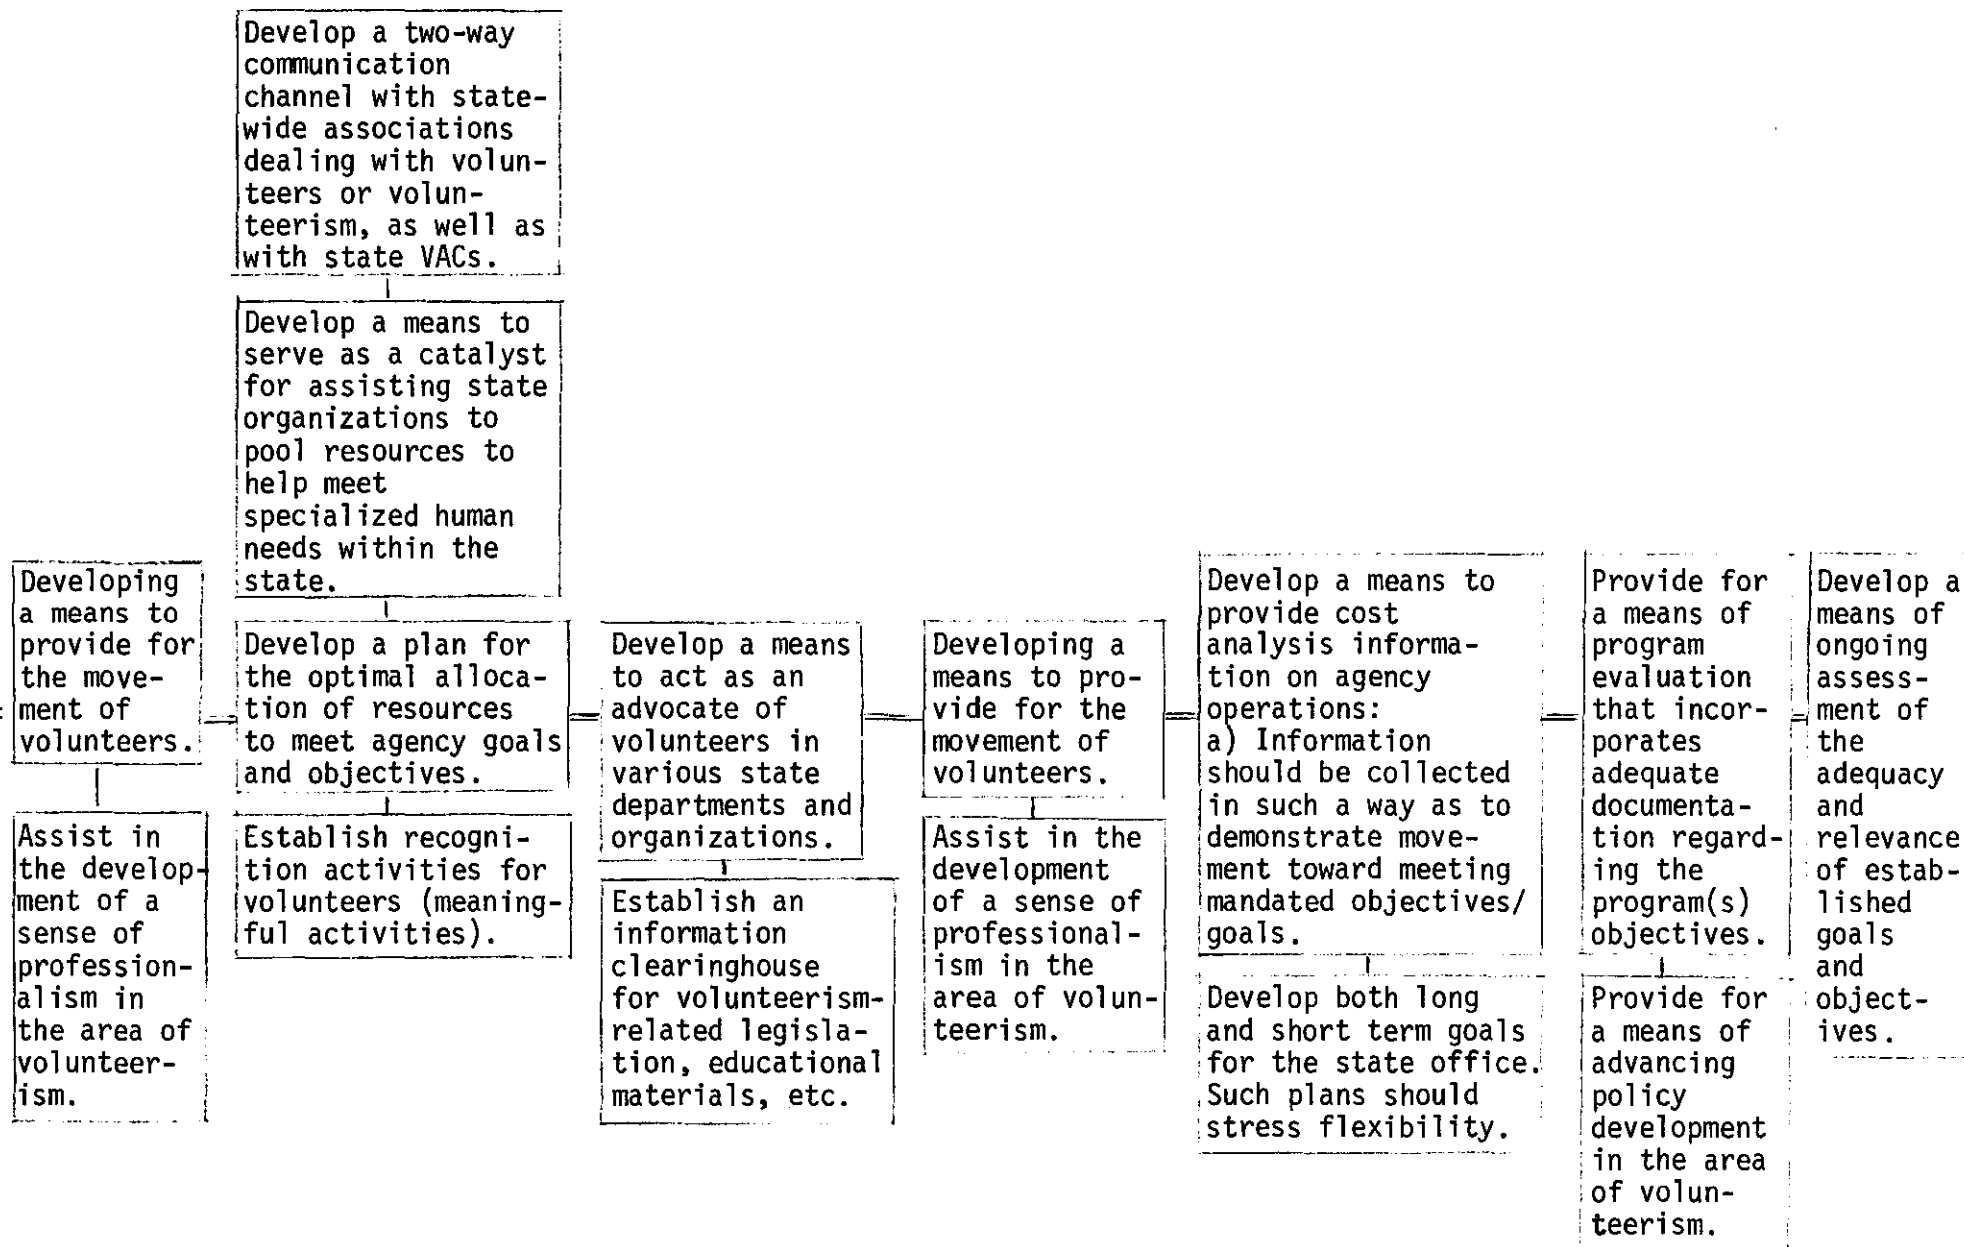 Develop a two-way
communication
channel with state-
wide associations
dealing with volun-
teers or volun-
teerism, as well as
with state VACs.
Develop a means to
serve as a catalyst
for assisting state
organizations to
pool resources to
help meet
specialized human
needs within the
state.
Developing
a means to
provide for
the move-
ment of
volunteers.
Assist in
the develop-
ment of a
sense of
profession-
alism in
the area of
volunteer-
ism.
Develop a plan for
the optimal alloca-
tion of resources
to meet agency goals
and objectives.
Establish recogni-
tion activities for
volunteers (meaning-
ful activities).
Develop a means
to act as an
advocate of
volunteers in
various state
departments and
organizations.
Establish an
information
clearinghouse
for volunteerism-
related legisla-
tion, educational
materials, etc.
Developing a
means to pro-
vide for the
movement of
volunteers.
Assist in the
development
of a sense of
professional-
ism in the
area of volun-
teerism.
Develop a means to
provide cost
analysis informa-
tion on agency
operations:
a) Information
should be collected
in such a way as to
demonstrate move-
ment toward meeting
mandated objectives/
goals.
Develop both long
and short term goals
for the state office.
Such plans should
stress flexibility.
Provide for
a means of
program
evaluation
that incor-
porates
adequate
documenta-
tion regard-
ing the
program(s)
objectives.
Provide for
a means of
advancing
policy
development
in the area
of volun-
teerism.
Develop a
means of
ongoing
assess-
ment of
the
adequacy
and
relevance
of estab-
lished
goals
and
object-
ives.